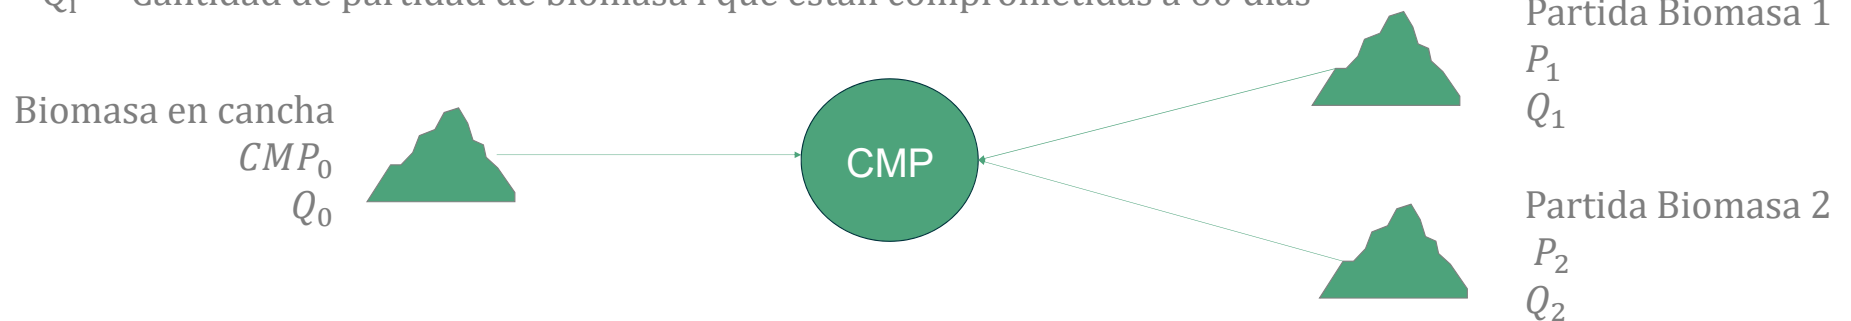 Biomasa en cancha
CMP₀
Q₀
CMP
Partida Biomasa 1
P₁
Q₁
Partida Biomasa 2
P₂
Q₂